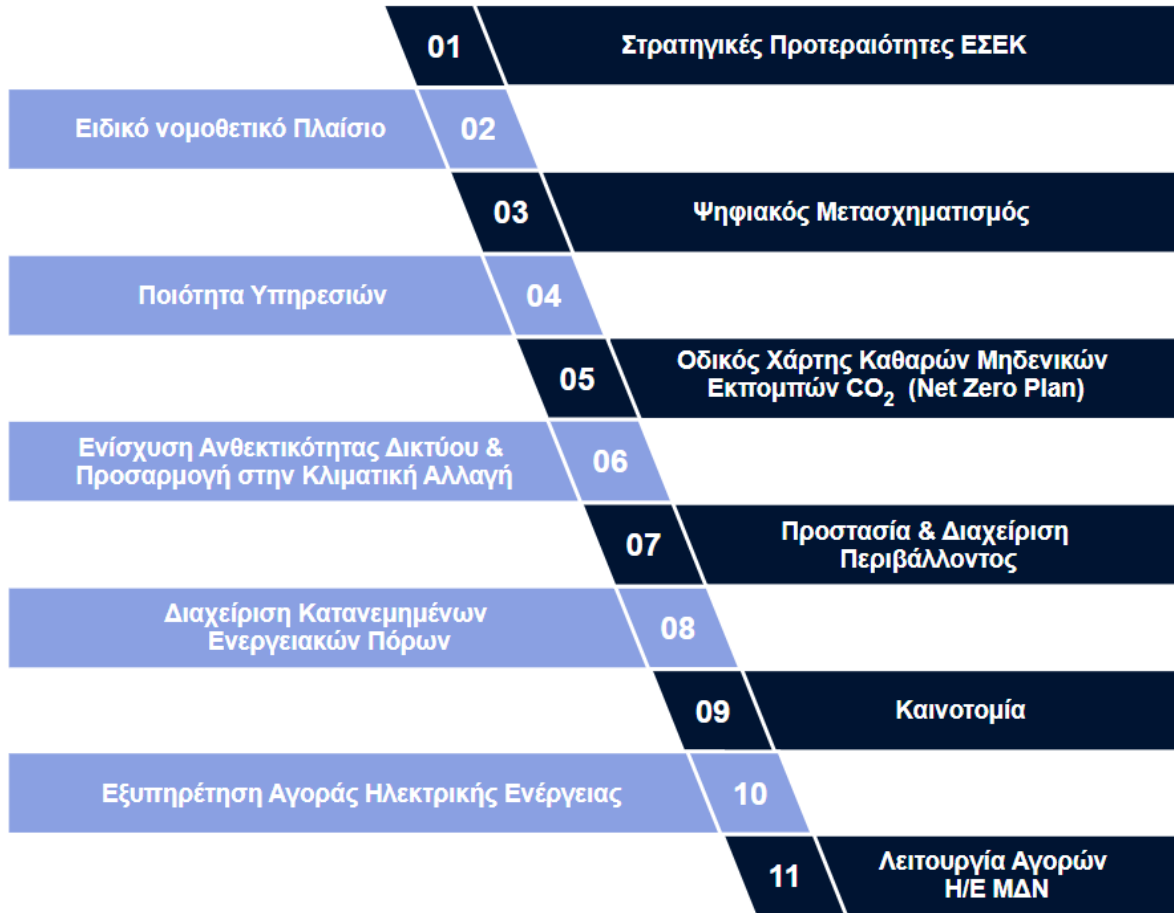 01
Στρατηγικές Προτεραιότητες ΕΣΕΚ
Ειδικό νομοθετικό Πλαίσιο
02
03
Ψηφιακός Μετασχηματισμός
Ποιότητα Υπηρεσιών
04
05
Οδικός Χάρτης Καθαρών Μηδενικών
Εκπομπών CO₂ (Net Zero Plan)
Ενίσχυση Ανθεκτικότητας Δικτύου &
Προσαρμογή στην Κλιματική Αλλαγή
06
07
Προστασία & Διαχείριση
Περιβάλλοντος
Διαχείριση Κατανεμημένων
Ενεργειακών Πόρων
08
09
Καινοτομία
Εξυπηρέτηση Αγοράς Ηλεκτρικής Ενέργειας
10
11
Λειτουργία Αγορών
Η/Ε ΜΔΝ